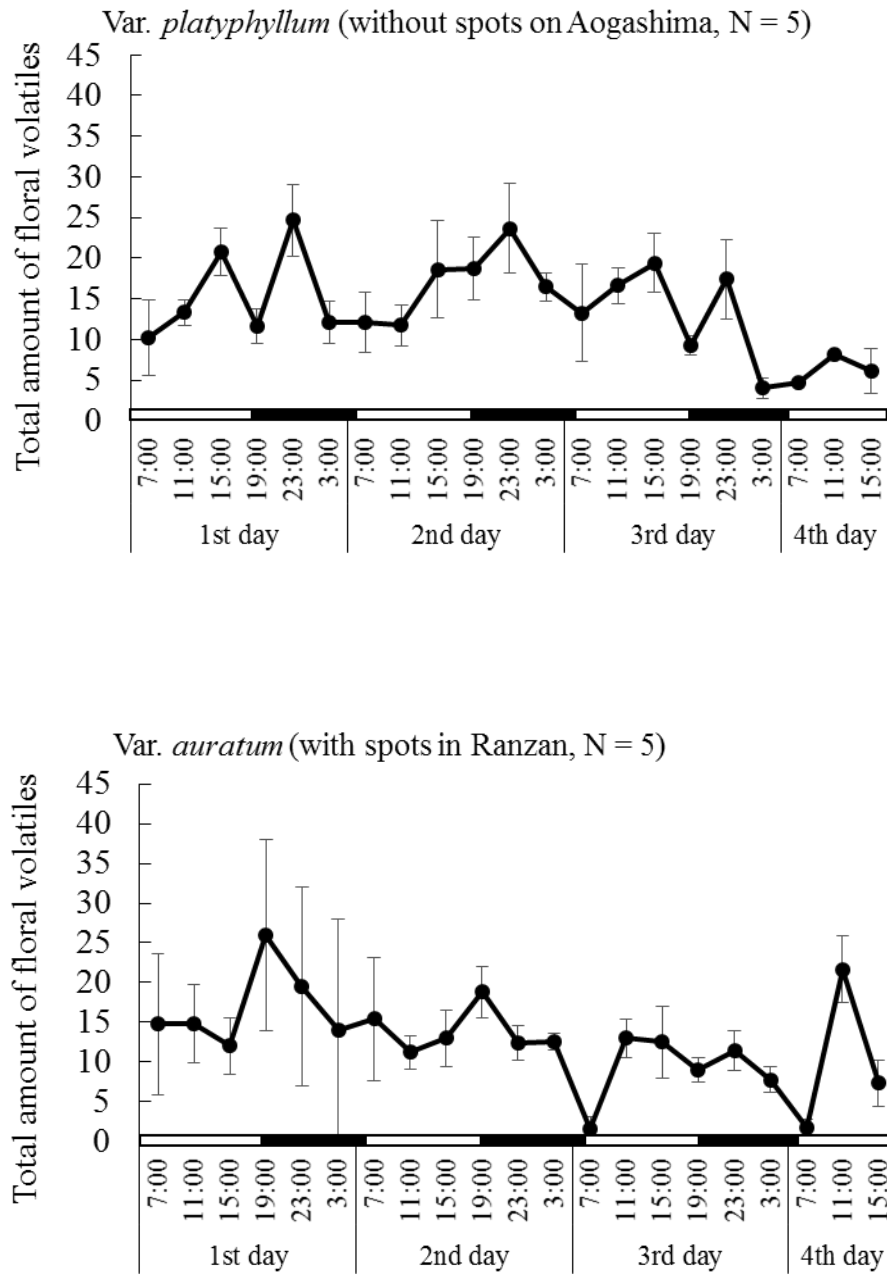 Var. platyphyllum (without spots on Aogashima, N = 5)
Total amount of floral volatiles
45
40
35
30
25
20
15
10
5
0
7:00 11:00 15:00 19:00 23:00 3:00 7:00 11:00 15:00 19:00 23:00 3:00 7:00 11:00 15:00 19:00 23:00 3:00 7:00 11:00 15:00
1st day 2nd day 3rd day 4th day
Var. auratum (with spots in Ranzan, N = 5)
Total amount of floral volatiles
45
40
35
30
25
20
15
10
5
0
7:00 11:00 15:00 19:00 23:00 3:00 7:00 11:00 15:00 19:00 23:00 3:00 7:00 11:00 15:00 19:00 23:00 3:00 7:00 11:00 15:00
1st day 2nd day 3rd day 4th day